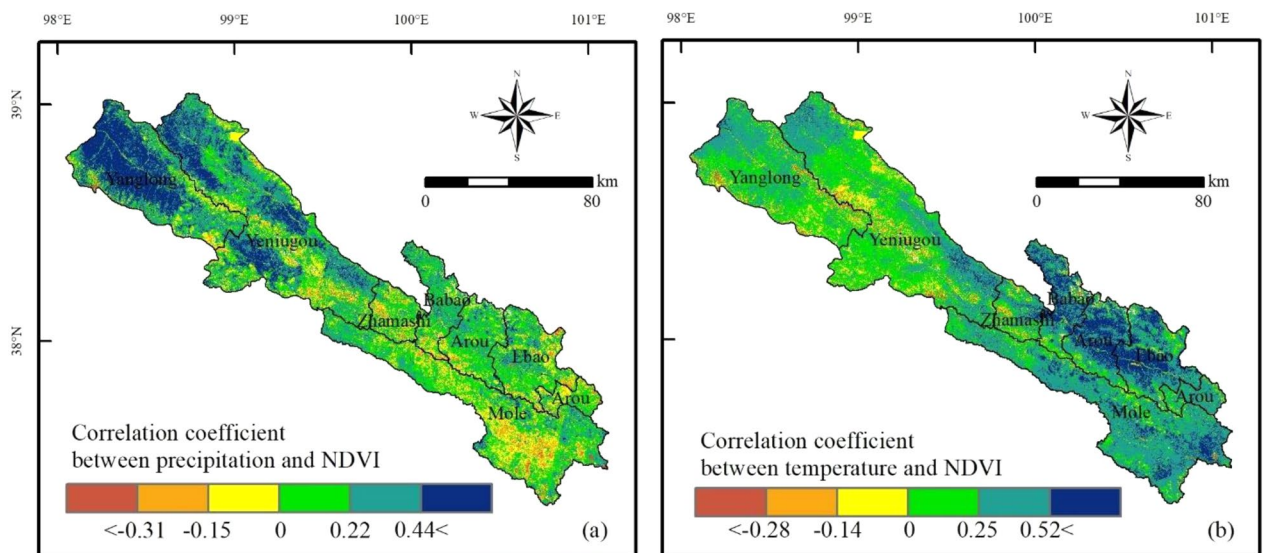 98°E 99°E 100°E 101°E
39°N
38°N
N
W E
S
km
0 80
Yanglong
Yeniugou
Babao
Zhamashi
Arou
Ebao
Arou
Mole
Correlation coefficient
between precipitation and NDVI
<-0.31 -0.15 0 0.22 0.44<
(a)
98°E 99°E 100°E 101°E
N
W E
S
km
0 80
Yanglong
Yeniugou
Babao
Zhamashi
Arou
Ebao
Arou
Mole
Correlation coefficient
between temperature and NDVI
<-0.28 -0.14 0 0.25 0.52<
(b)